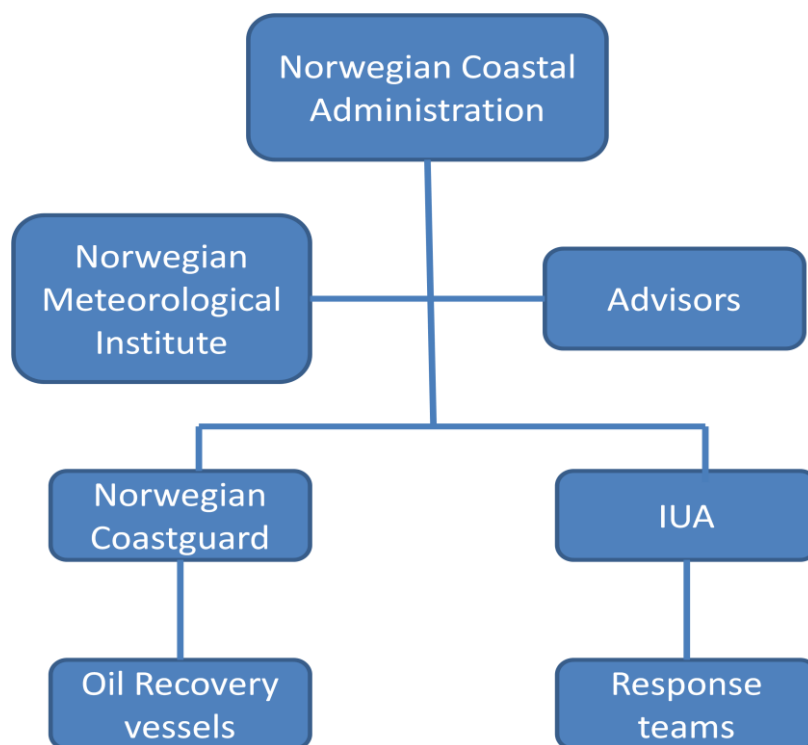 Norwegian Coastal
Administration
Norwegian
Meteorological
Institute
Advisors
Norwegian
Coastguard
IUA
Oil Recovery
vessels
Response
teams